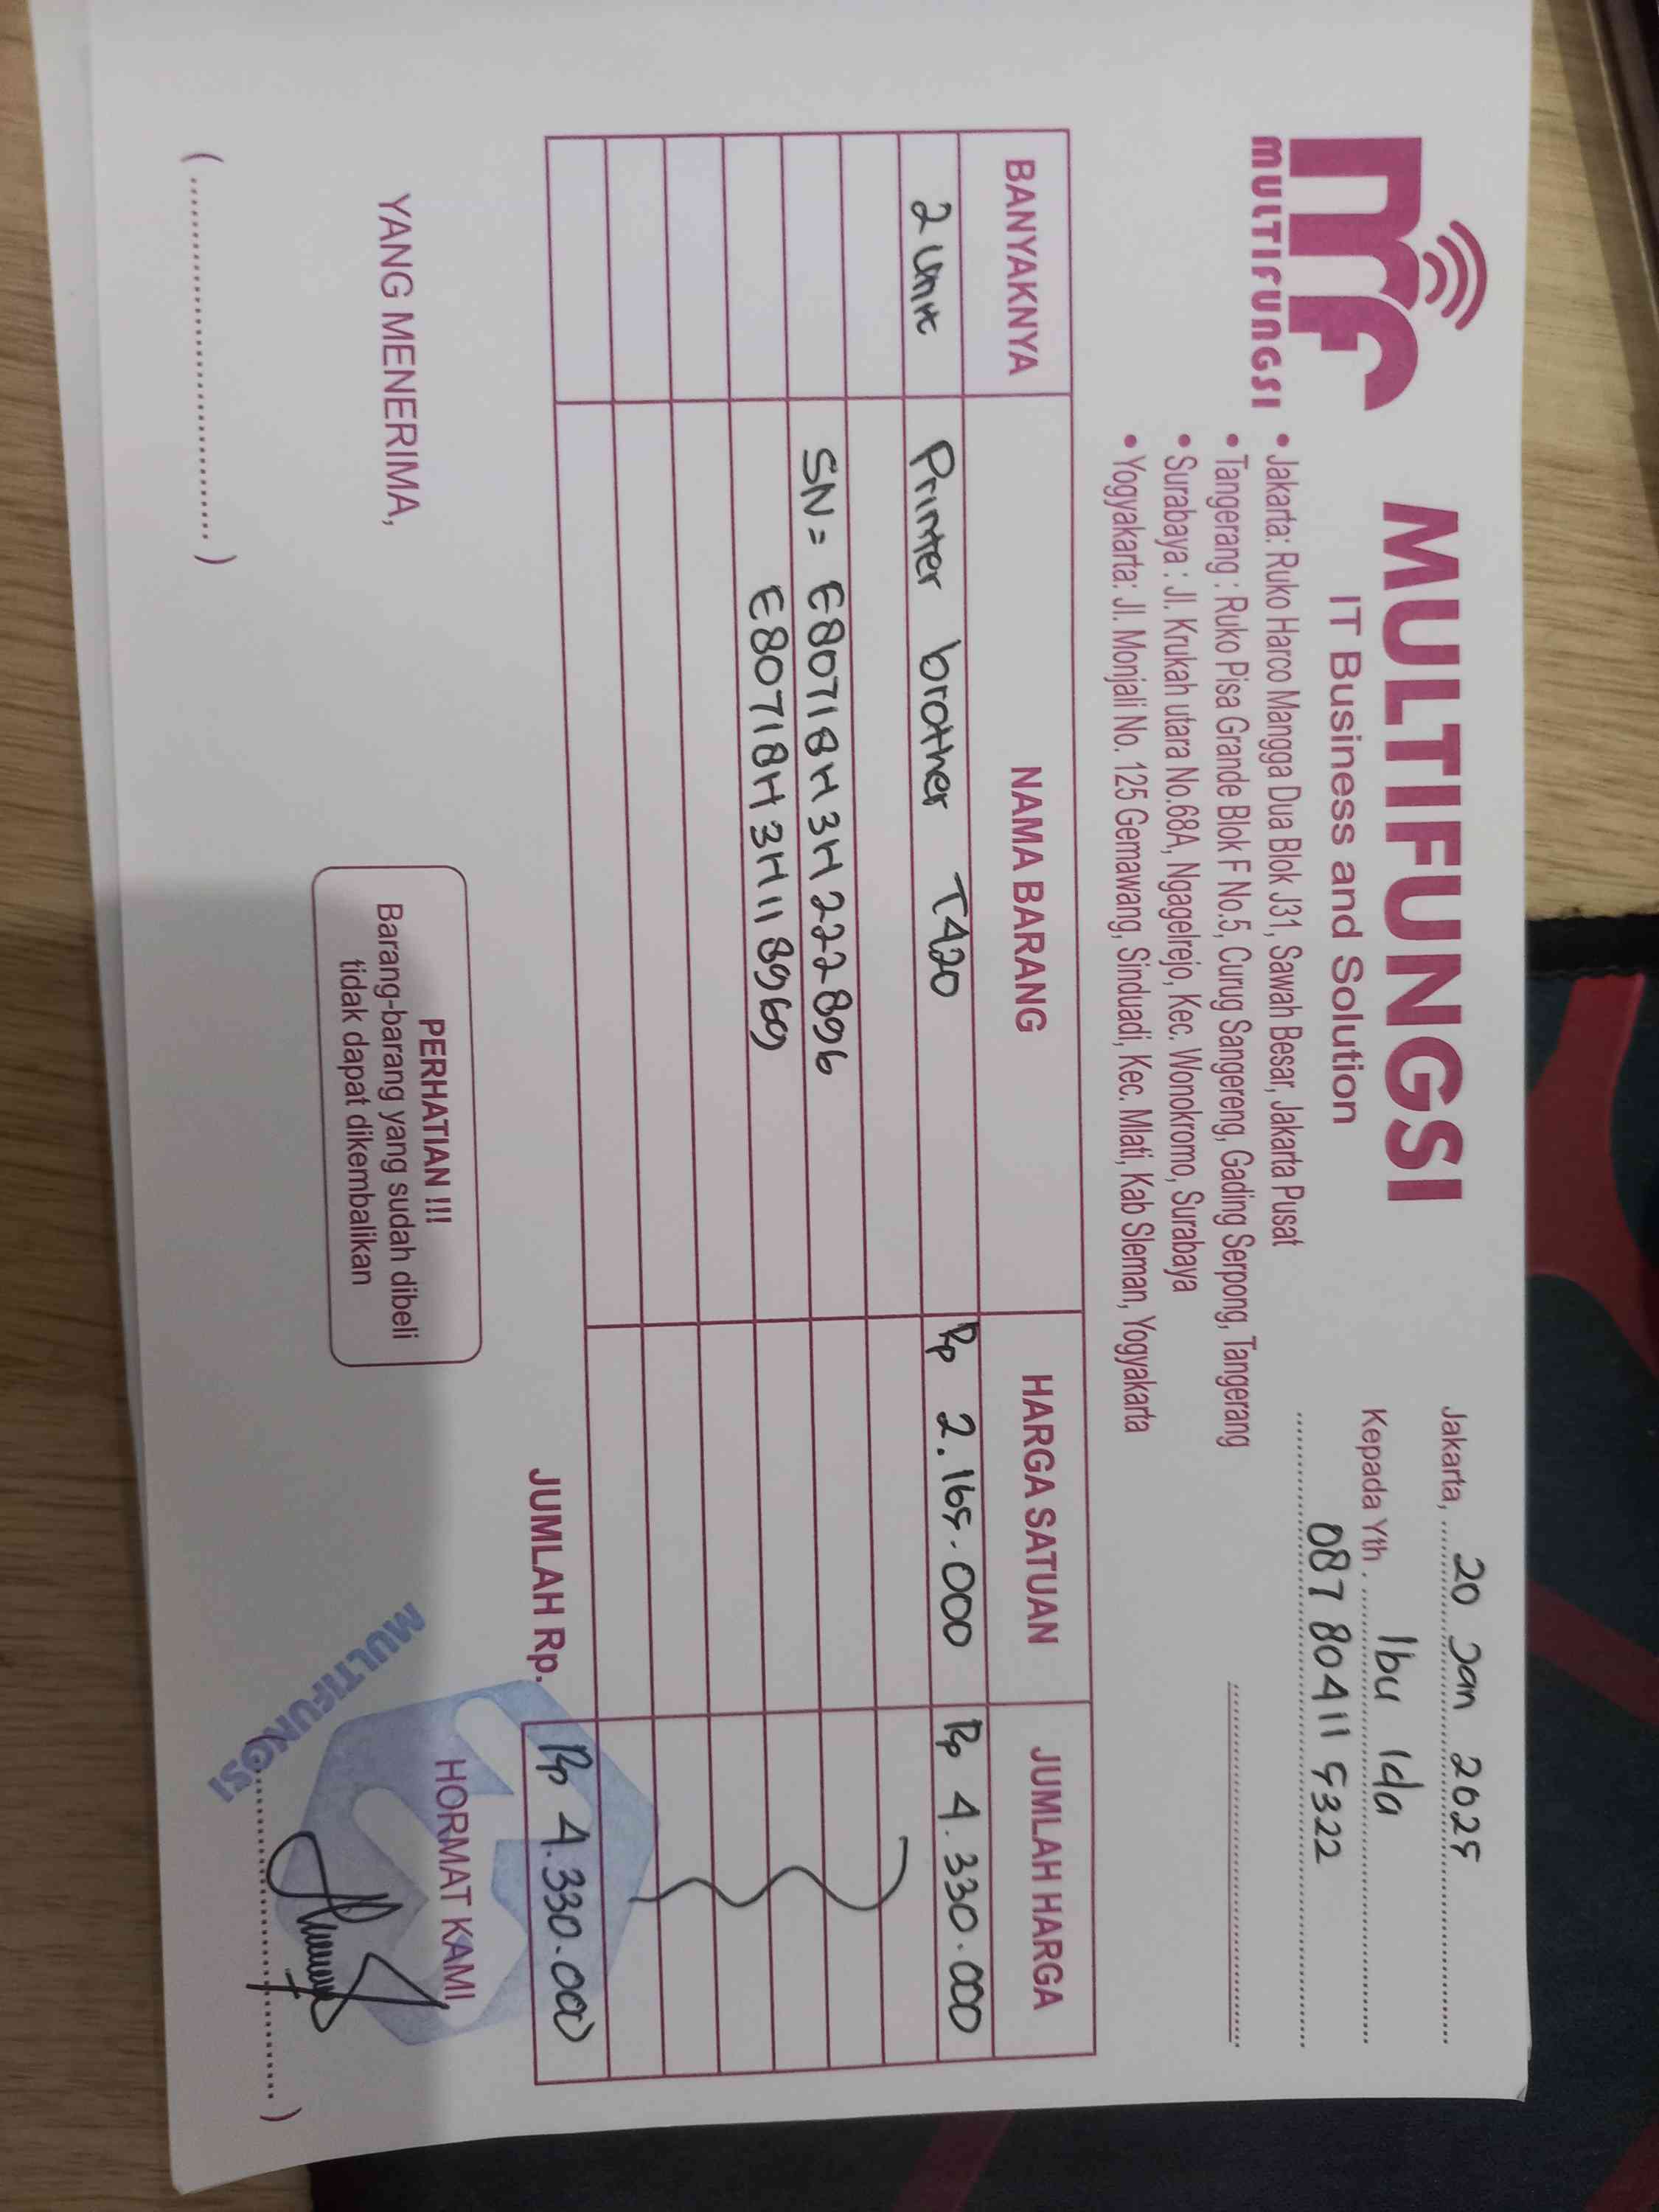 MULTIFUNGSI
MULTIFUNGSI
IT Business and Solution
• Jakarta: Ruko Harco Mangga Dua Blok J31, Sawah Besar, Jakarta Pusat
• Tangerang : Ruko Pisa Grande Blok F No.5, Curug Sangereng, Gading Serpong, Tangerang
• Surabaya : Jl. Krukah utara No.68A, Ngagelrejo, Kec. Wonokromo, Surabaya
• Yogyakarta: Jl. Monjali No. 125 Gemawang, Sinduadi, Kec. Mlati, Kab Sleman, Yogyakarta
Jakarta, 20 Jan 2025
Kepada Yth. Ibu Ida
087 8041 1 5322
BANYAKNYA NAMA BARANG HARGA SATUAN JUMLAH HARGA
2 Unit Printer brother T420 Rp 2.165.000 Rp 4.330.000
SN = E80718H3H222896
E80718H3H118969
JUMLAH Rp. Rp 4.330.000
YANG MENERIMA,
PERHATIAN !!!
Barang-barang yang sudah dibeli
tidak dapat dikembalikan
HORMAT KAMI,
MULTIFUNGSI